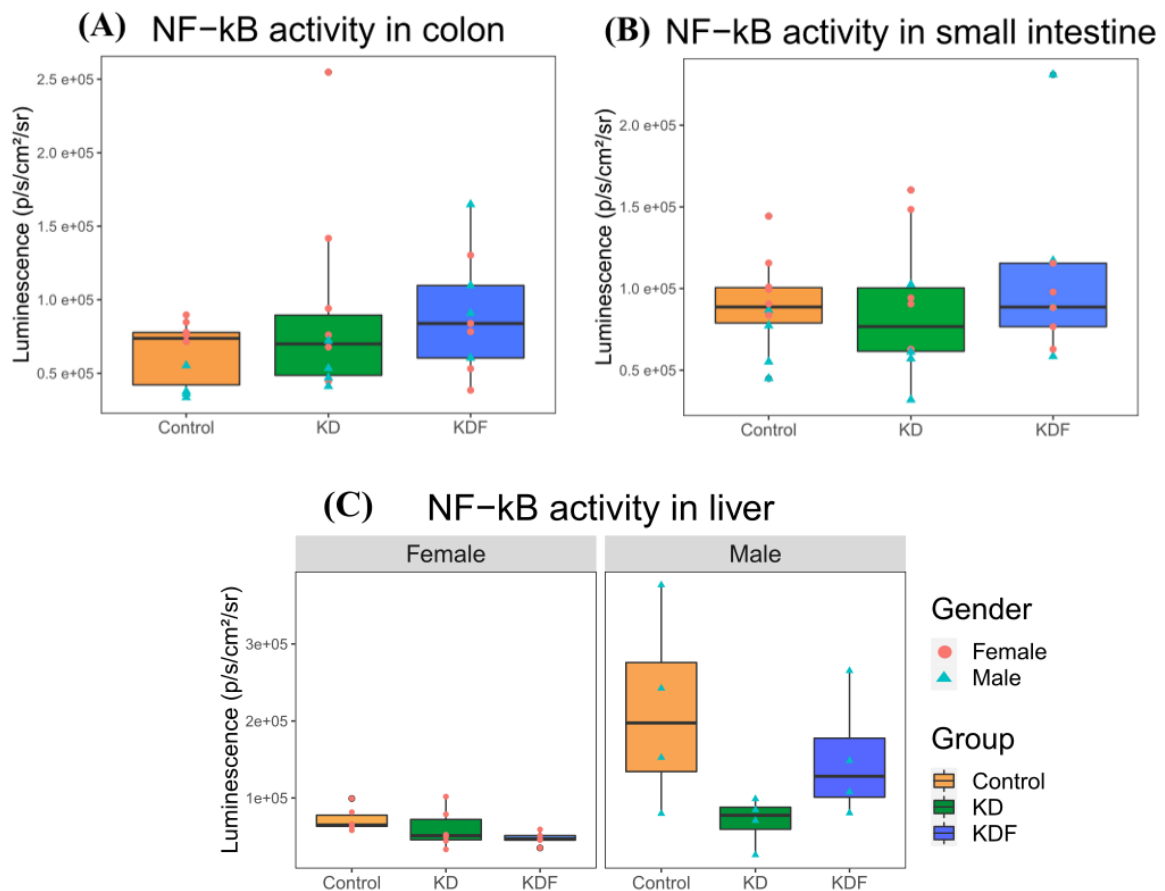 (A) NF−kB activity in colon
Luminescence (p/s/cm²/sr)
2.5 e+05
2.0 e+05
1.5 e+05
1.0 e+05
0.5 e+05
Control KD KDF
(B) NF−kB activity in small intestine
Luminescence (p/s/cm²/sr)
2.0 e+05
1.5 e+05
1.0 e+05
0.5 e+05
Control KD KDF
(C) NF−kB activity in liver
Female Male
Luminescence (p/s/cm²/sr)
3e+05
2e+05
1e+05
Control KD KDF Control KD KDF
Gender
Female
Male
Group
Control
KD
KDF